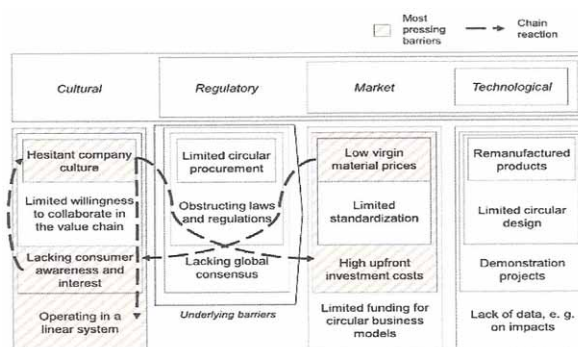 Most
pressing
barriers
Chain
reaction
Cultural
Regulatory
Market
Technological
Hesitant company
culture
Limited willingness
to collaborate in
the value chain
Lacking consumer
awareness and
interest
Operating in a
linear system
Limited circular
procurement
Obstructing laws
and regulations
Lacking global
consensus
Underlying barriers
Low virgin
material prices
Limited
standardization
High upfront
investment costs
Limited funding for
circular business
models
Remanufactured
products
Limited circular
design
Demonstration
projects
Lack of data, e. g.
on impacts